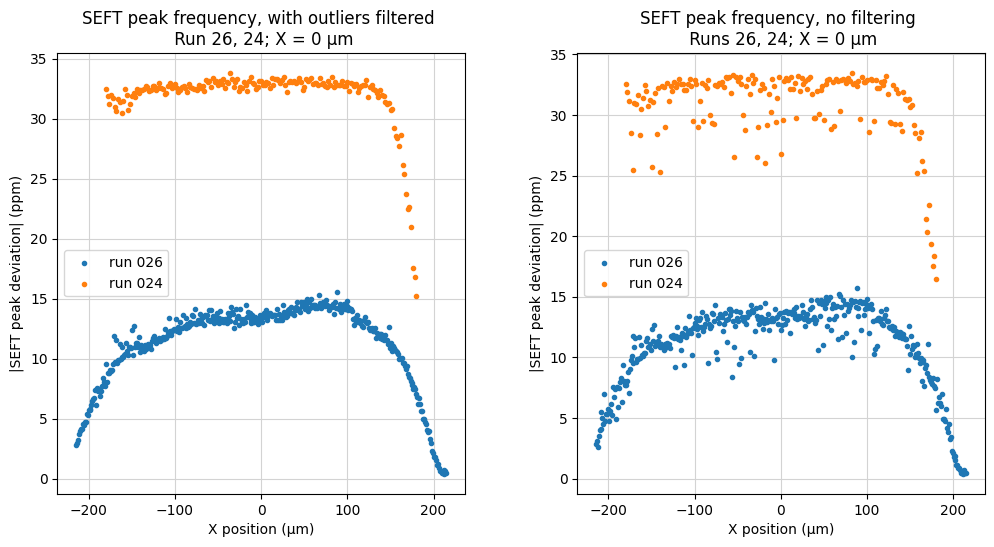 SEFT peak frequency, with outliers filtered
Run 26, 24; X = 0 μm
35
30
25
20
15
10
5
0
|SEFT peak deviation| (ppm)
run 026
run 024
−200
−100
0
100
200
X position (μm)
SEFT peak frequency, no filtering
Runs 26, 24; X = 0 μm
35
30
25
20
15
10
5
0
|SEFT peak deviation| (ppm)
run 026
run 024
−200
−100
0
100
200
X position (μm)